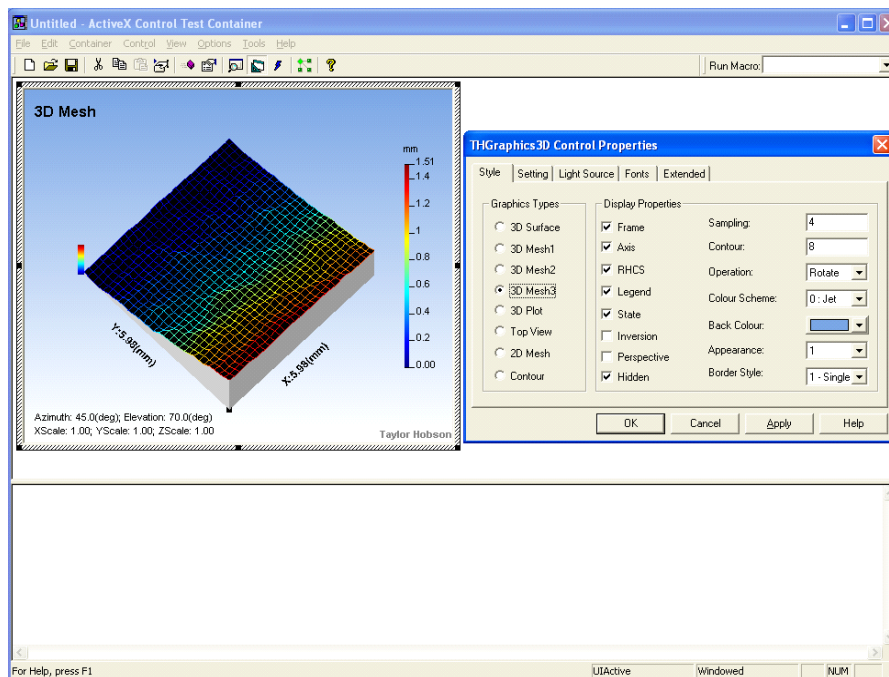 Untitled - ActiveX Control Test Container
File Edit Container Control View Options Tools Help
Run Macro:
3D Mesh
mm
1.51
1.4
1.2
1
0.8
0.6
0.4
0.2
0.00
Y:5.98(mm)
X:5.98(mm)
Azimuth: 45.0(deg); Elevation: 70.0(deg)
XScale: 1.00; YScale: 1.00; ZScale: 1.00
Taylor Hobson
THGraphics3D Control Properties
Style Setting Light Source Fonts Extended
Graphics Types
3D Surface
3D Mesh1
3D Mesh2
3D Mesh3
3D Plot
Top View
2D Mesh
Contour
Display Properties
Frame
Axis
RHCS
Legend
State
Inversion
Perspective
Hidden
Sampling: 4
Contour: 8
Operation: Rotate
Colour Scheme: 0 : Jet
Back Colour:
Appearance: 1
Border Style: 1 - Single
OK Cancel Apply Help
For Help, press F1
UIActive Windowed NUM